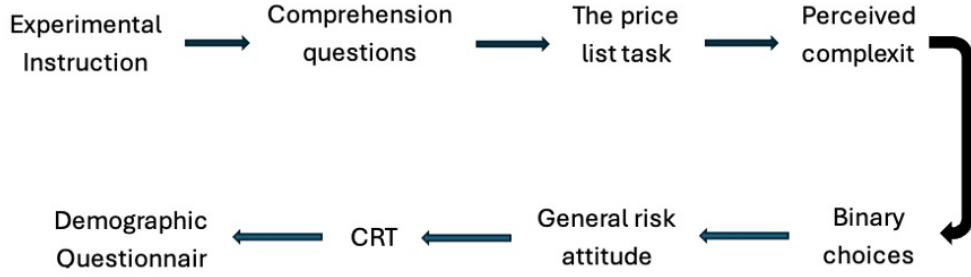 Experimental
Instruction
Comprehension
questions
The price
list task
Perceived
complexit
Binary
choices
General risk
attitude
CRT
Demographic
Questionnair